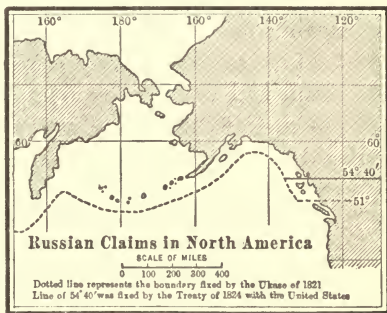 160° 180° 160° 140° 120°
60° 60°
54° 40'
51°
Russian Claims in North America
SCALE OF MILES
0 100 200 300 400
Dotted line represents the boundary fixed by the Ukase of 1821
Line of 54° 40' was fixed by the Treaty of 1824 with the United States